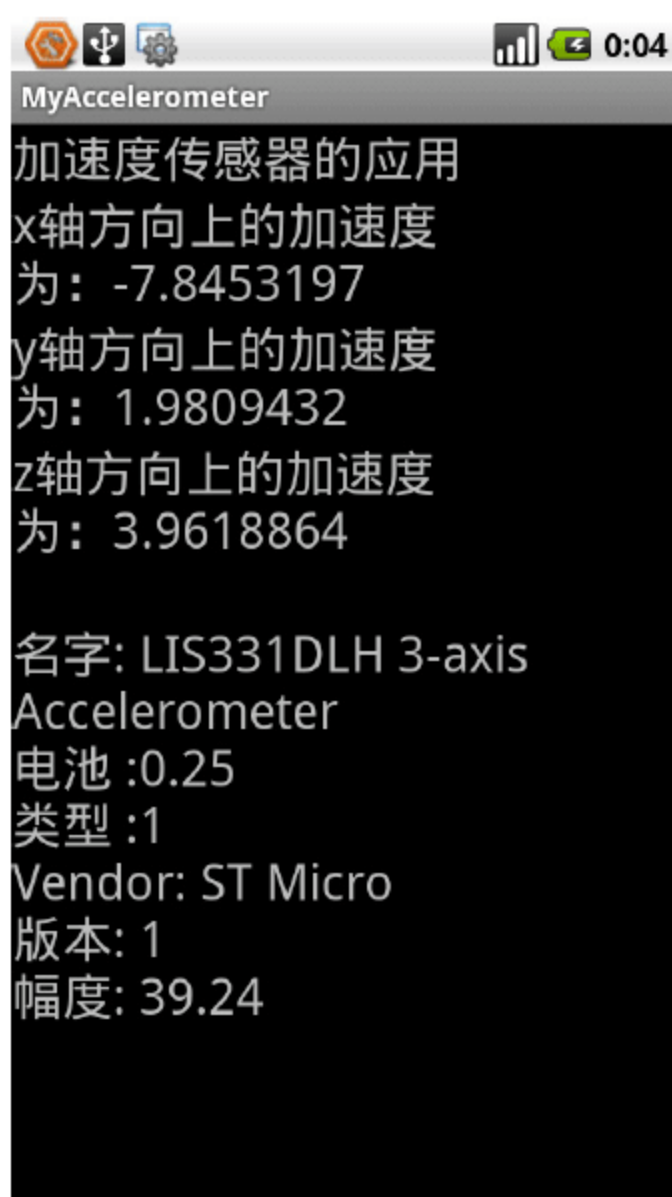 0:04
MyAccelerometer
加速度传感器的应用
x轴方向上的加速度
为：-7.8453197
y轴方向上的加速度
为：1.9809432
z轴方向上的加速度
为：3.9618864
名字: LIS331DLH 3-axis
Accelerometer
电池 :0.25
类型 :1
Vendor: ST Micro
版本: 1
幅度: 39.24